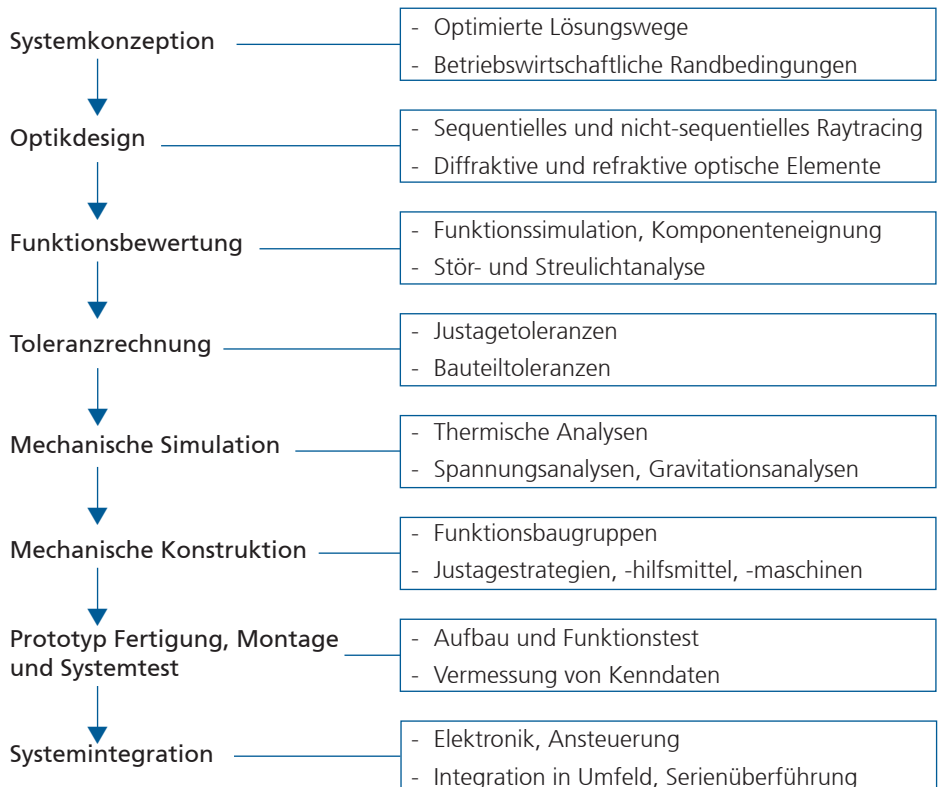 Systemkonzeption
- Optimierte Lösungswege
- Betriebswirtschaftliche Randbedingungen
Optikdesign
- Sequentielles und nicht-sequentielles Raytracing
- Diffraktive und refraktive optische Elemente
Funktionsbewertung
- Funktionssimulation, Komponenteneignung
- Stör- und Streulichtanalyse
Toleranzrechnung
- Justagetoleranzen
- Bauteiltoleranzen
Mechanische Simulation
- Thermische Analysen
- Spannungsanalysen, Gravitationsanalysen
Mechanische Konstruktion
- Funktionsbaugruppen
- Justagestrategien, -hilfsmittel, -maschinen
Prototyp Fertigung, Montage
und Systemtest
- Aufbau und Funktionstest
- Vermessung von Kenndaten
Systemintegration
- Elektronik, Ansteuerung
- Integration in Umfeld, Serienüberführung